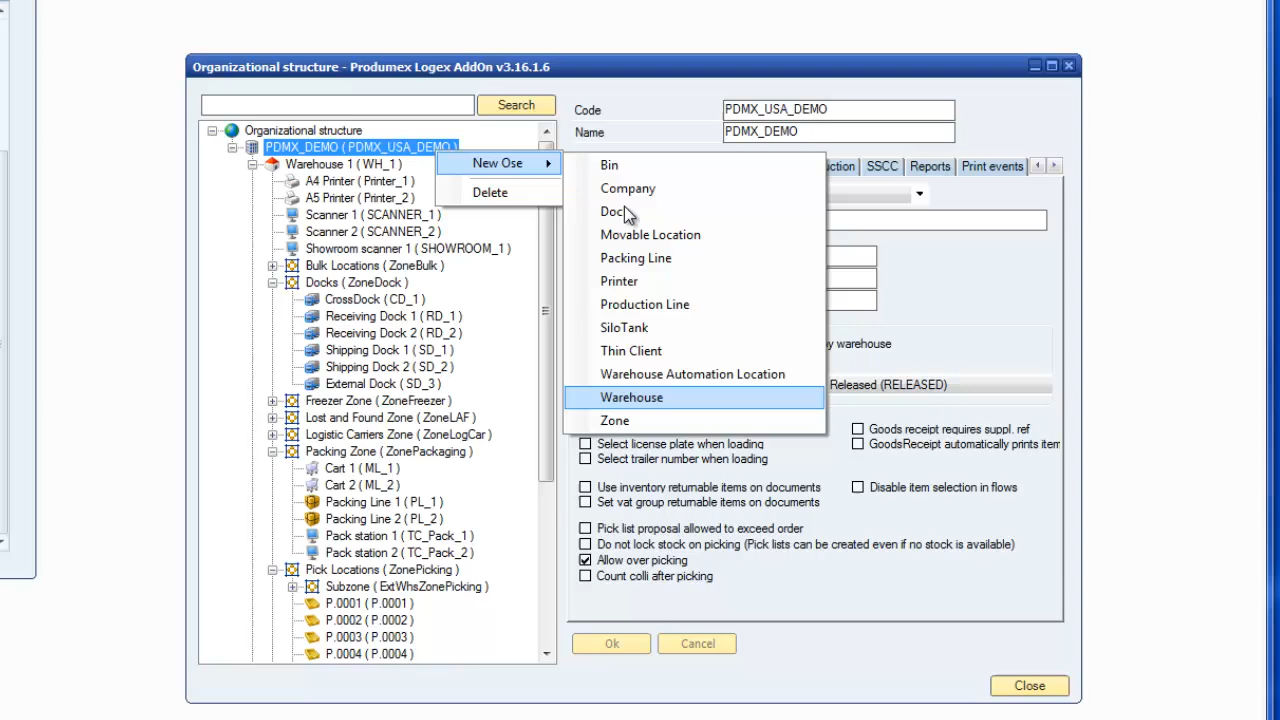 Organizational structure - Produmex Logex AddOn v3.16.1.6
Search
Organizational structure
PDMX_DEMO ( PDMX_USA_DEMO )
Warehouse 1 ( WH_1 )
A4 Printer ( Printer_1 )
A5 Printer ( Printer_2 )
Scanner 1 ( SCANNER_1 )
Scanner 2 ( SCANNER_2 )
Showroom scanner 1 ( SHOWROOM_1 )
Bulk Locations ( ZoneBulk )
Docks ( ZoneDock )
CrossDock ( CD_1 )
Receiving Dock 1 ( RD_1 )
Receiving Dock 2 ( RD_2 )
Shipping Dock 1 ( SD_1 )
Shipping Dock 2 ( SD_2 )
External Dock ( SD_3 )
Freezer Zone ( ZoneFreezer )
Lost and Found Zone ( ZoneLAF )
Logistic Carriers Zone ( ZoneLogCar )
Packing Zone ( ZonePackaging )
Cart 1 ( ML_1 )
Cart 2 ( ML_2 )
Packing Line 1 ( PL_1 )
Packing Line 2 ( PL_2 )
Pack station 1 ( TC_Pack_1 )
Pack station 2 ( TC_Pack_2 )
Pick Locations ( ZonePicking )
Subzone ( ExtWhsZonePicking )
P.0001 ( P.0001 )
P.0002 ( P.0002 )
P.0003 ( P.0003 )
P.0004 ( P.0004 )
New Ose
Delete
Bin
Company
Dock
Movable Location
Packing Line
Printer
Production Line
SiloTank
Thin Client
Warehouse Automation Location
Warehouse
Zone
Code
PDMX_USA_DEMO
Name
PDMX_DEMO
SSCC
Reports
Print events
by warehouse
Released (RELEASED)
Goods receipt requires suppl. ref
Select license plate when loading
GoodsReceipt automatically prints item
Select trailer number when loading
Use inventory returnable items on documents
Disable item selection in flows
Set vat group returnable items on documents
Pick list proposal allowed to exceed order
Do not lock stock on picking (Pick lists can be created even if no stock is available)
Allow over picking
Count colli after picking
Ok
Cancel
Close